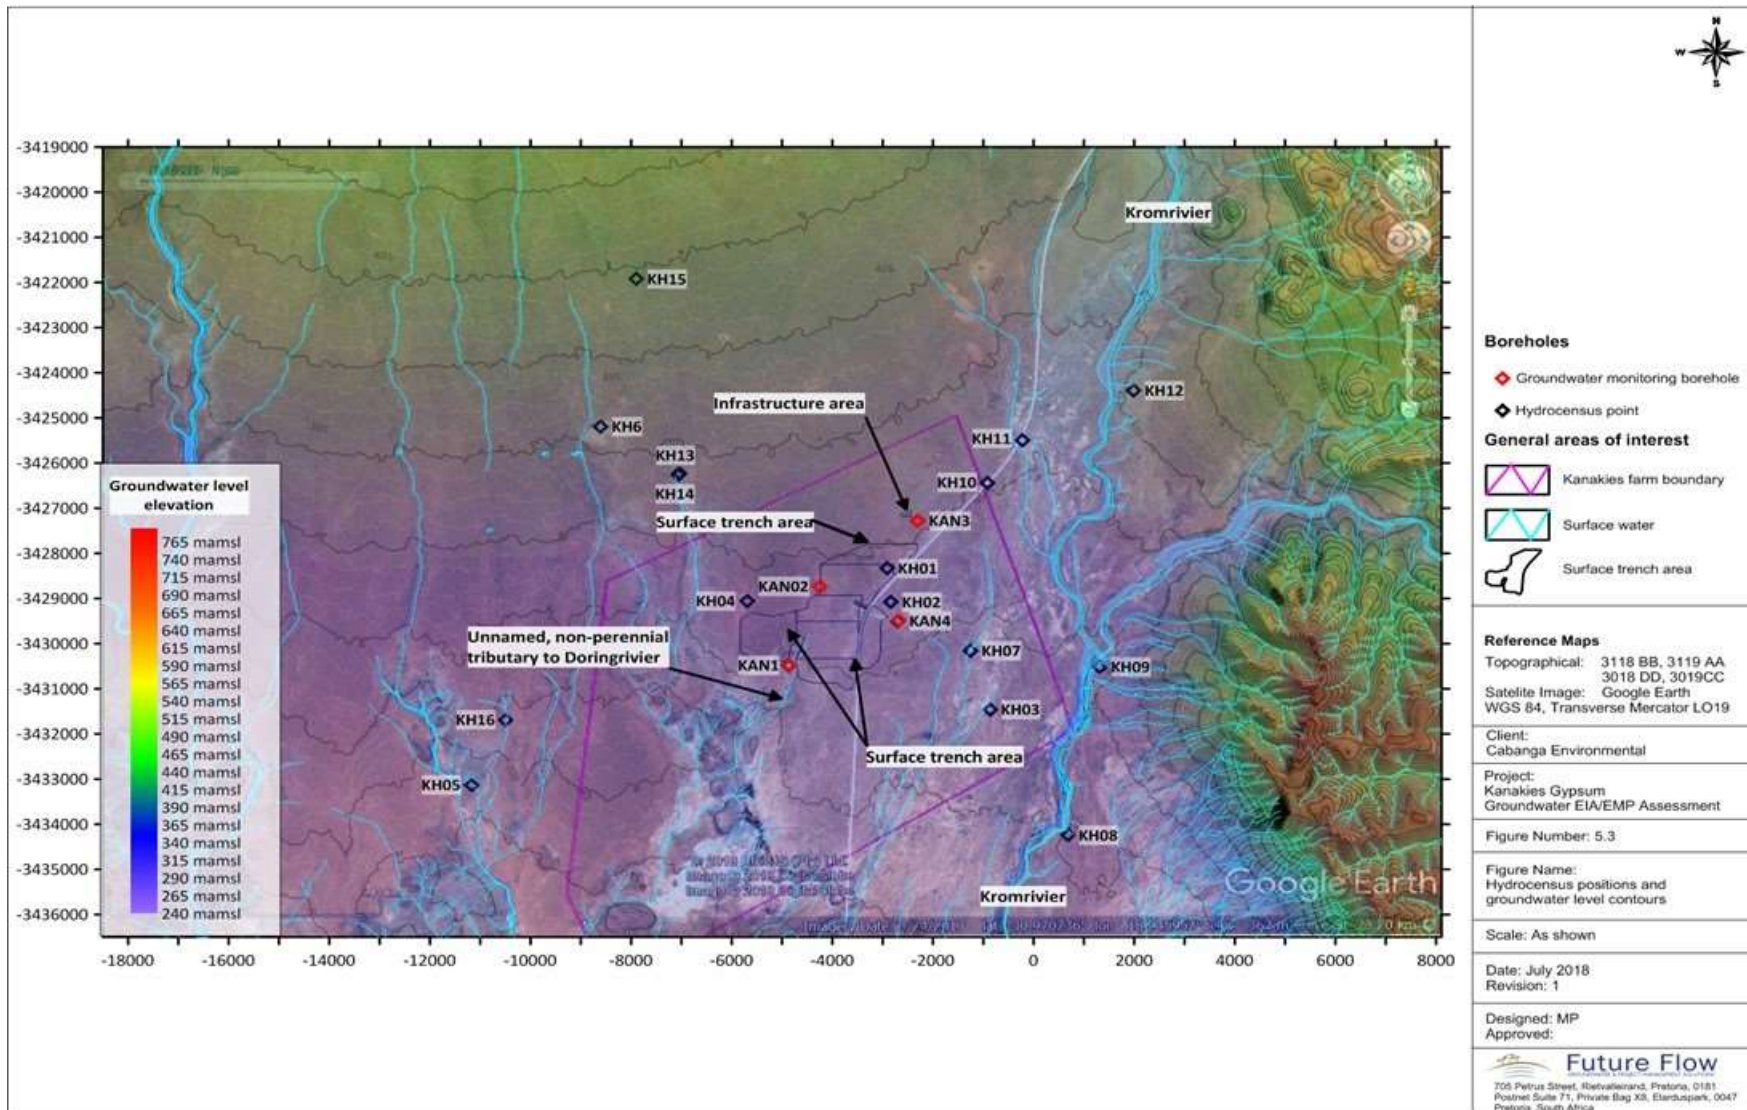 N
W
S
-3419000
-3420000
-3421000
-3422000
-3423000
-3424000
-3425000
-3426000
-3427000
-3428000
-3429000
-3430000
-3431000
-3432000
-3433000
-3434000
-3435000
-3436000
Kromrivier
KH15
KH12
Infrastructure area
KH6
KH11
KH13
KH14
KH10
Surface trench area
KAN3
KH01
KAN02
KH04
KH02
KAN4
Unnamed, non-perennial
tributary to Doringrivier
KH07
KAN1
KH09
KH03
KH16
Surface trench area
KH05
KH08
Kromrivier
Google Earth
Groundwater level
elevation
765 mamsl
740 mamsl
715 mamsl
690 mamsl
665 mamsl
640 mamsl
615 mamsl
590 mamsl
565 mamsl
540 mamsl
515 mamsl
490 mamsl
465 mamsl
440 mamsl
415 mamsl
390 mamsl
365 mamsl
340 mamsl
315 mamsl
290 mamsl
265 mamsl
240 mamsl
-18000 -16000 -14000 -12000 -10000 -8000 -6000 -4000 -2000 0 2000 4000 6000 8000
Boreholes
Groundwater monitoring borehole
Hydrocensus point
General areas of interest
Kanakies farm boundary
Surface water
Surface trench area
Reference Maps
Topographical: 3118 BB, 3119 AA
3018 DD, 3019CC
Satelite Image: Google Earth
WGS 84, Transverse Mercator LO19
Client:
Cabanga Environmental
Project:
Kanakies Gypsum
Groundwater EIA/EMP Assessment
Figure Number: 5.3
Figure Name:
Hydrocensus positions and
groundwater level contours
Scale: As shown
Date: July 2018
Revision: 1
Designed: MP
Approved:
Future Flow
705 Petrus Street, Rietvalleirand, Pretoria, 0181
Postnet Suite 71, Private Bag X8, Elarduspark, 0047
Pretoria, South Africa